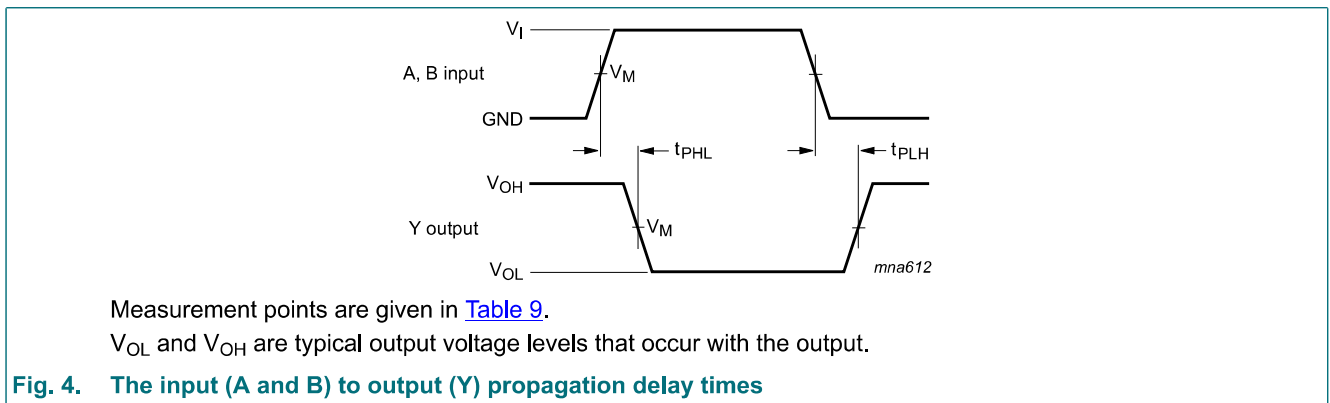 VI
A, B input
VM
GND
tPHL
tPLH
VOH
Y output
VM
VOL
mna612
Measurement points are given in Table 9.
VOL and VOH are typical output voltage levels that occur with the output.
Fig. 4. The input (A and B) to output (Y) propagation delay times